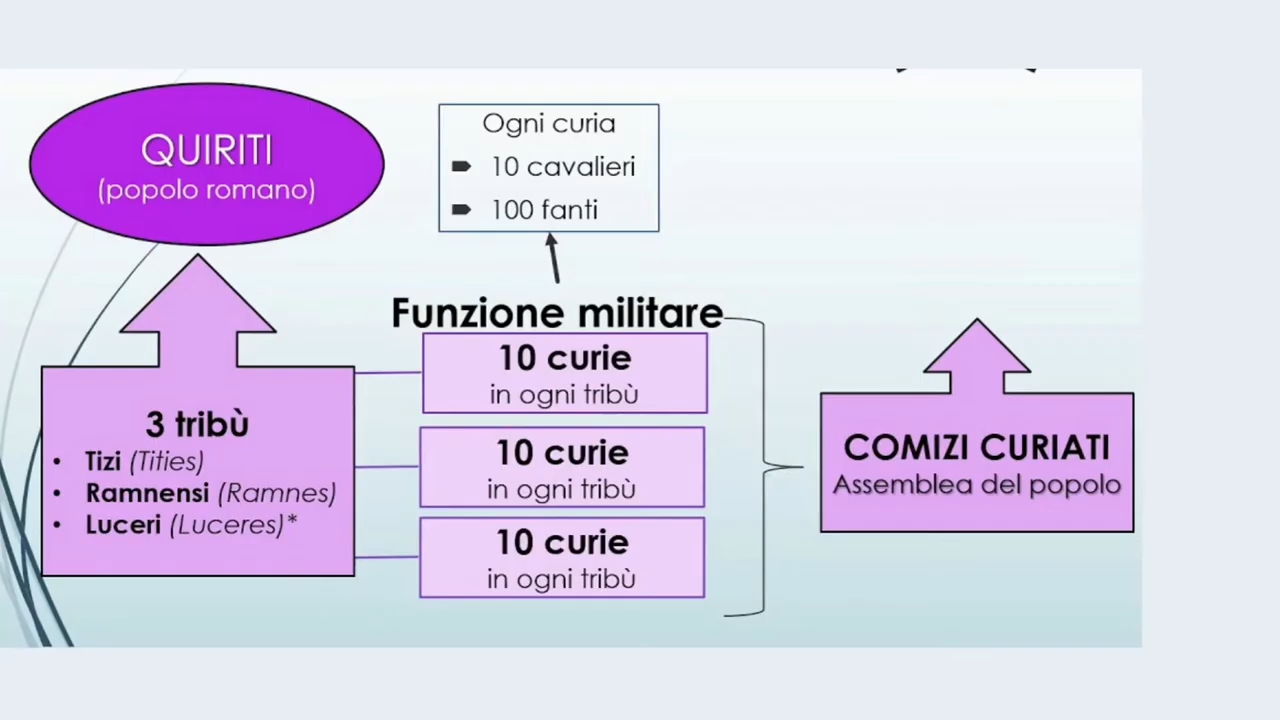 QUIRITI
(popolo romano)
Ogni curia
10 cavalieri
100 fanti
Funzione militare
3 tribù
• Tizi (Tities)
• Ramnensi (Ramnes)
• Luceri (Luceres)*
10 curie
in ogni tribù
10 curie
in ogni tribù
10 curie
in ogni tribù
COMIZI CURIATI
Assemblea del popolo